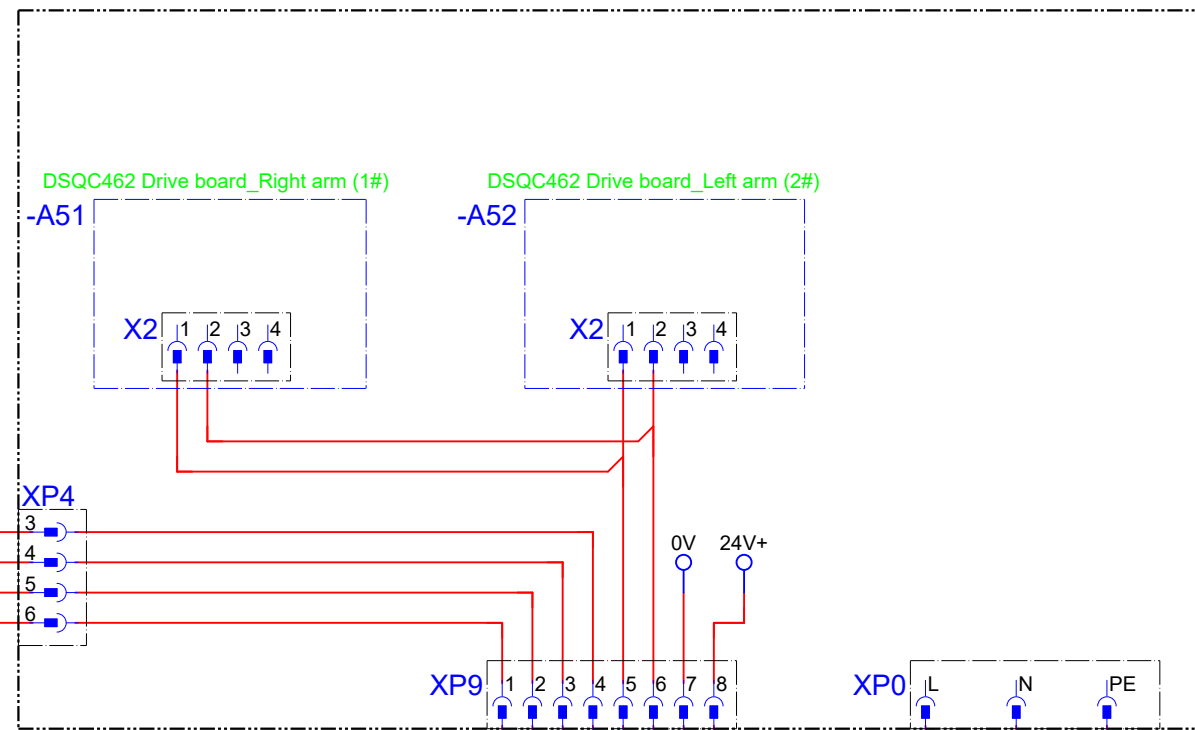 DSQC462 Drive board_Right arm (1#)
DSQC462 Drive board_Left arm (2#)
-A51
-A52
X2 1 2 3 4
X2 1 2 3 4
XP4
3
4
5
6
0V 24V+
XP9 1 2 3 4 5 6 7 8
XP0 L N PE